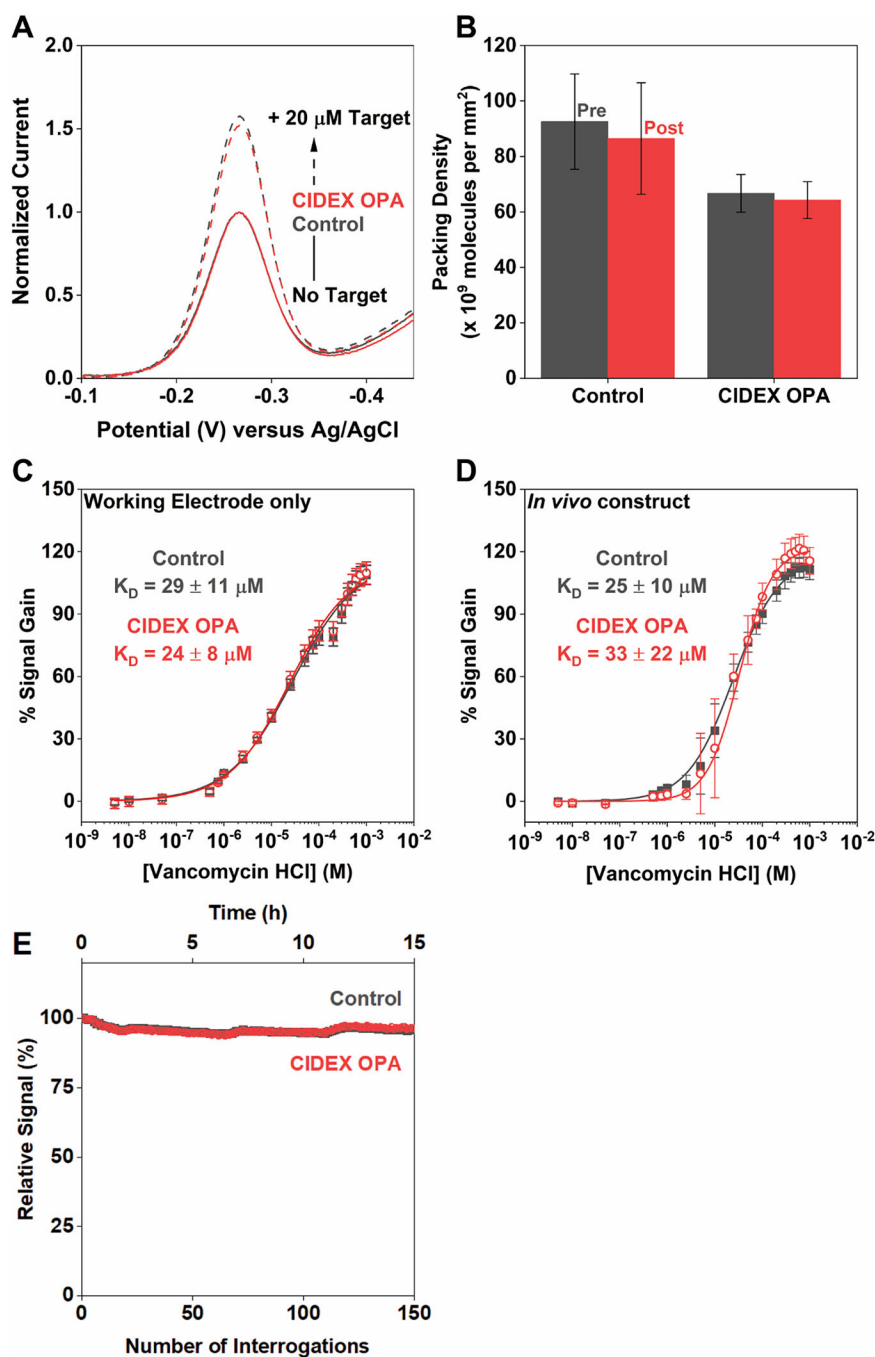 A
Normalized Current
2.0
1.5
1.0
0.5
0.0
+ 20 μM Target
CIDEX OPA
Control
No Target
-0.1
-0.2
-0.3
-0.4
Potential (V) versus Ag/AgCl
B
Packing Density
(x 10⁹ molecules per mm²)
120
100
80
60
40
20
0
Pre
Post
Control
CIDEX OPA
C
% Signal Gain
150
120
90
60
30
0
Working Electrode only
Control
K_D = 29 ± 11 μM
CIDEX OPA
K_D = 24 ± 8 μM
10⁻⁹ 10⁻⁸ 10⁻⁷ 10⁻⁶ 10⁻⁵ 10⁻⁴ 10⁻³ 10⁻²
[Vancomycin HCl] (M)
D
% Signal Gain
150
120
90
60
30
0
In vivo construct
Control
K_D = 25 ± 10 μM
CIDEX OPA
K_D = 33 ± 22 μM
10⁻⁹ 10⁻⁸ 10⁻⁷ 10⁻⁶ 10⁻⁵ 10⁻⁴ 10⁻³ 10⁻²
[Vancomycin HCl] (M)
E
Time (h)
0 5 10 15
Relative Signal (%)
100
75
50
25
0
Control
CIDEX OPA
0 50 100 150
Number of Interrogations